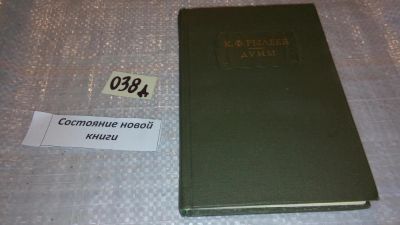 038д
Состояние новой
книги
К. Ф. РЫЛЕЕВ
ДУМЫ